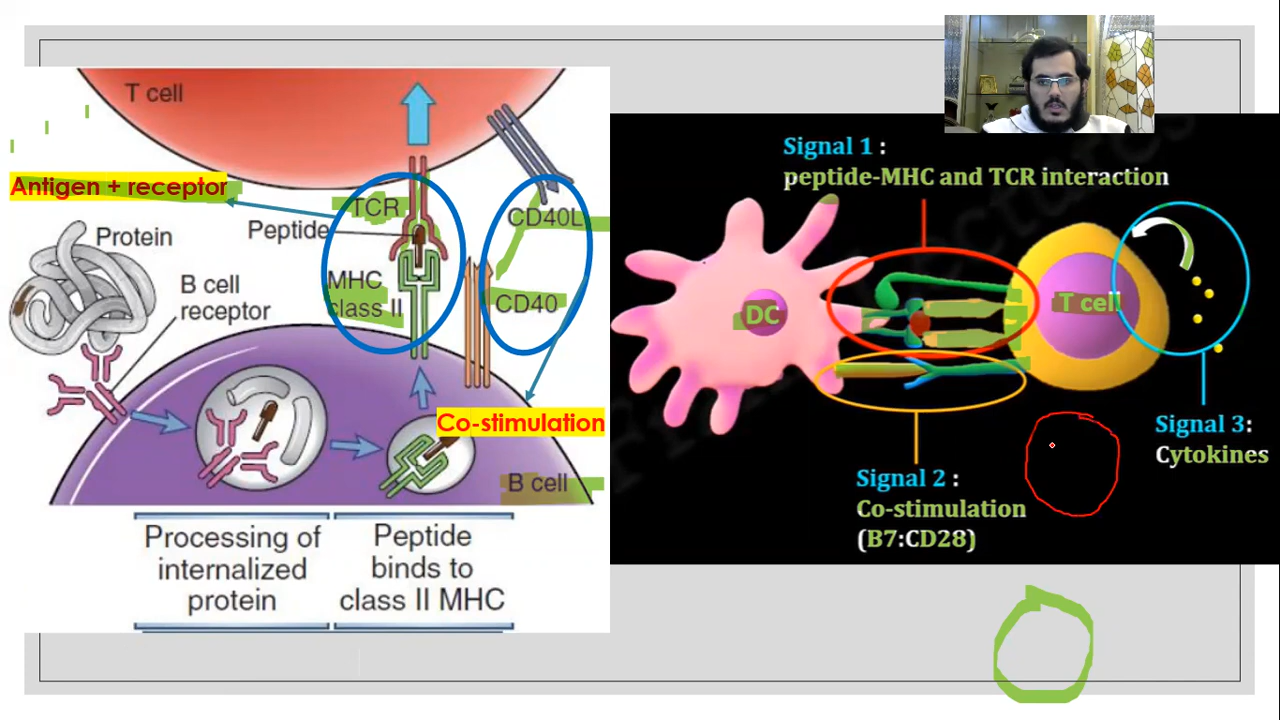 T cell
Antigen + receptor
TCR
CD40L
Protein
Peptide
B cell
receptor
MHC
class II
CD40
Co-stimulation
B cell
Processing of
internalized
protein
Peptide
binds to
class II MHC
Signal 1 :
peptide-MHC and TCR interaction
DC
T cell
Signal 3:
Cytokines
Signal 2 :
Co-stimulation
(B7:CD28)